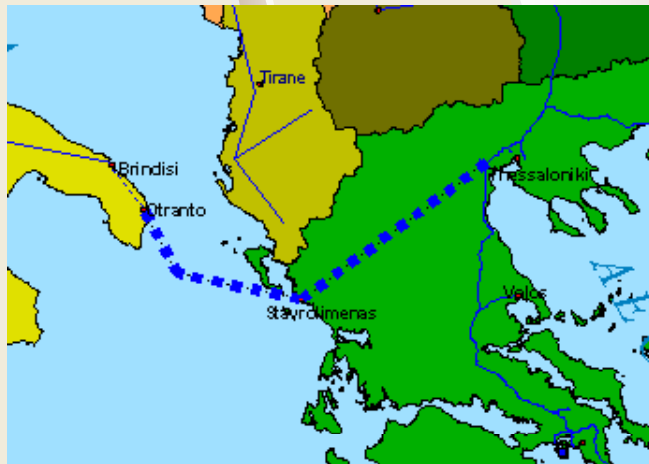 Tirane
Brindisi
Thessaloniki
Otranto
Volos
Stavrolimenas